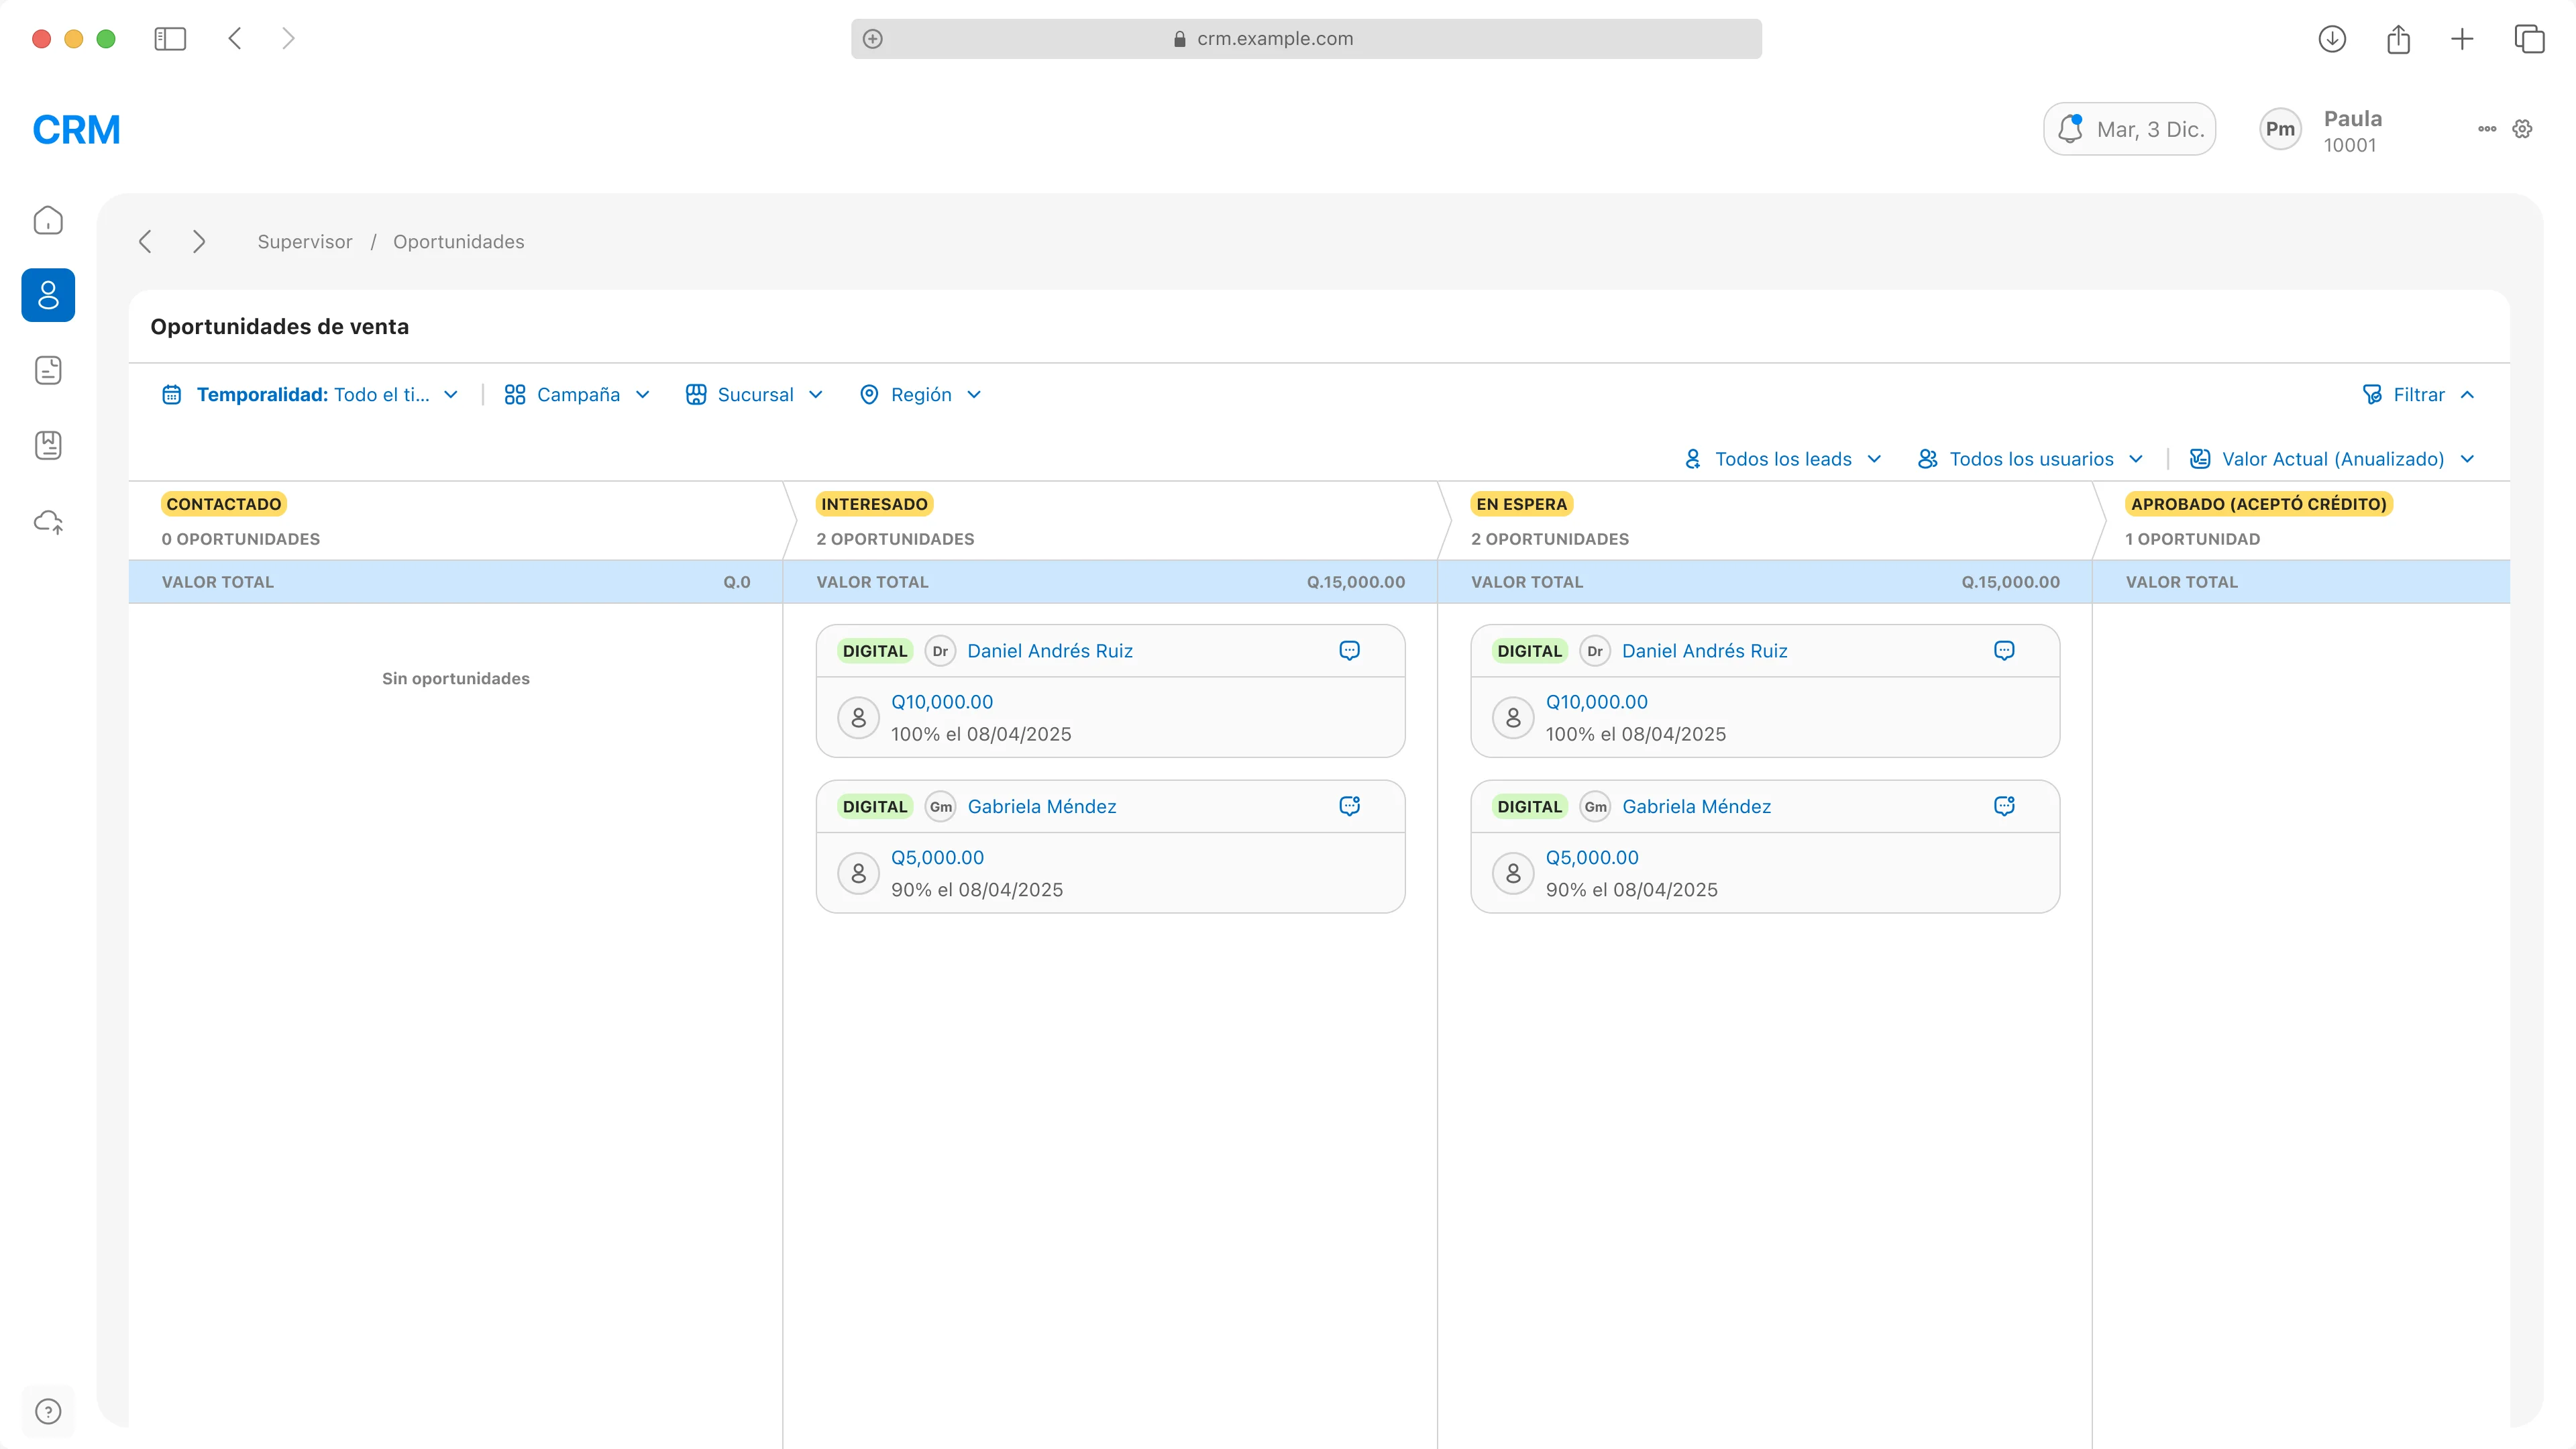 crm.example.com
CRM
Mar, 3 Dic.
Pm
Paula
10001
Supervisor / Oportunidades
Oportunidades de venta
Temporalidad: Todo el ti...
Campaña
Sucursal
Región
Filtrar
Todos los leads
Todos los usuarios
Valor Actual (Anualizado)
CONTACTADO
0 OPORTUNIDADES
VALOR TOTAL Q.0
Sin oportunidades
INTERESADO
2 OPORTUNIDADES
VALOR TOTAL Q.15,000.00
DIGITAL Dr Daniel Andrés Ruiz
Q10,000.00
100% el 08/04/2025
DIGITAL Gm Gabriela Méndez
Q5,000.00
90% el 08/04/2025
EN ESPERA
2 OPORTUNIDADES
VALOR TOTAL Q.15,000.00
DIGITAL Dr Daniel Andrés Ruiz
Q10,000.00
100% el 08/04/2025
DIGITAL Gm Gabriela Méndez
Q5,000.00
90% el 08/04/2025
APROBADO (ACEPTÓ CRÉDITO)
1 OPORTUNIDAD
VALOR TOTAL
?